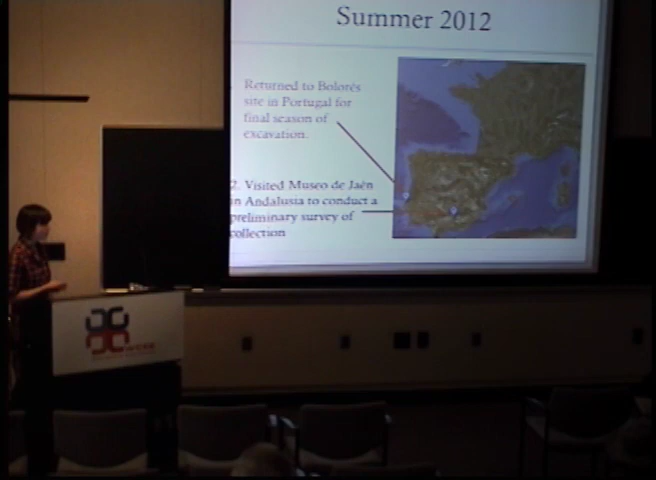 Summer 2012
Returned to Bolores
site in Portugal for
final season of
excavation.
2. Visited Museo de Jaén
in Andalusia to conduct a
preliminary survey of
collection